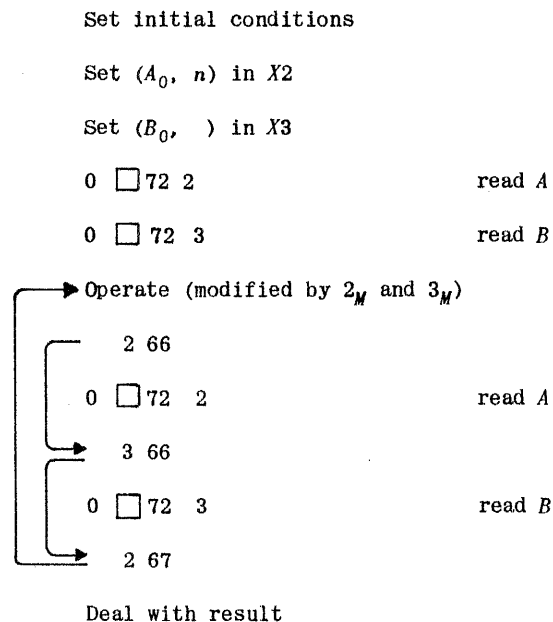 Set initial conditions
Set (A₀, n) in X2
Set (B₀,  ) in X3
0 □ 72 2 read A
0 □ 72 3 read B
Operate (modified by 2_M and 3_M)
2 66
0 □ 72 2 read A
3 66
0 □ 72 3 read B
2 67
Deal with result